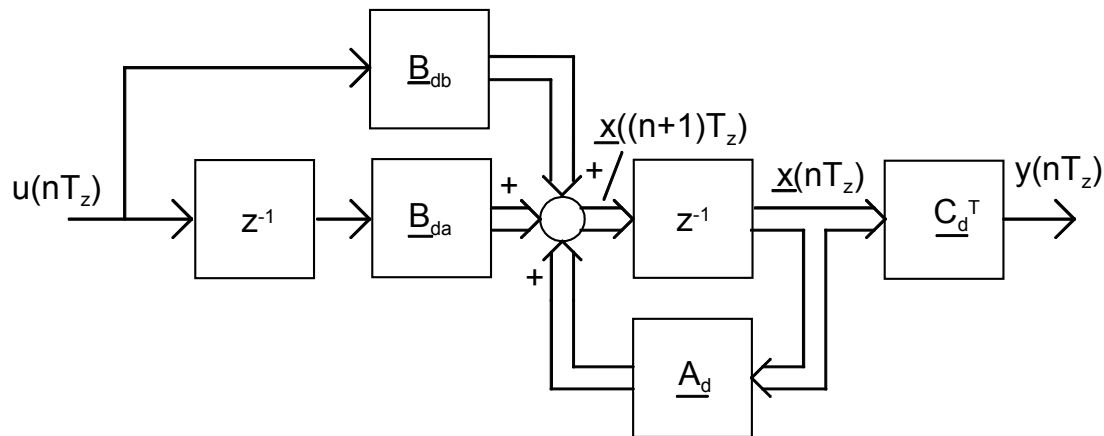 B_db
x((n+1)T_z)
+
u(nT_z)
z⁻¹
B_da
+
z⁻¹
x(nT_z)
C_d^T
y(nT_z)
+
A_d